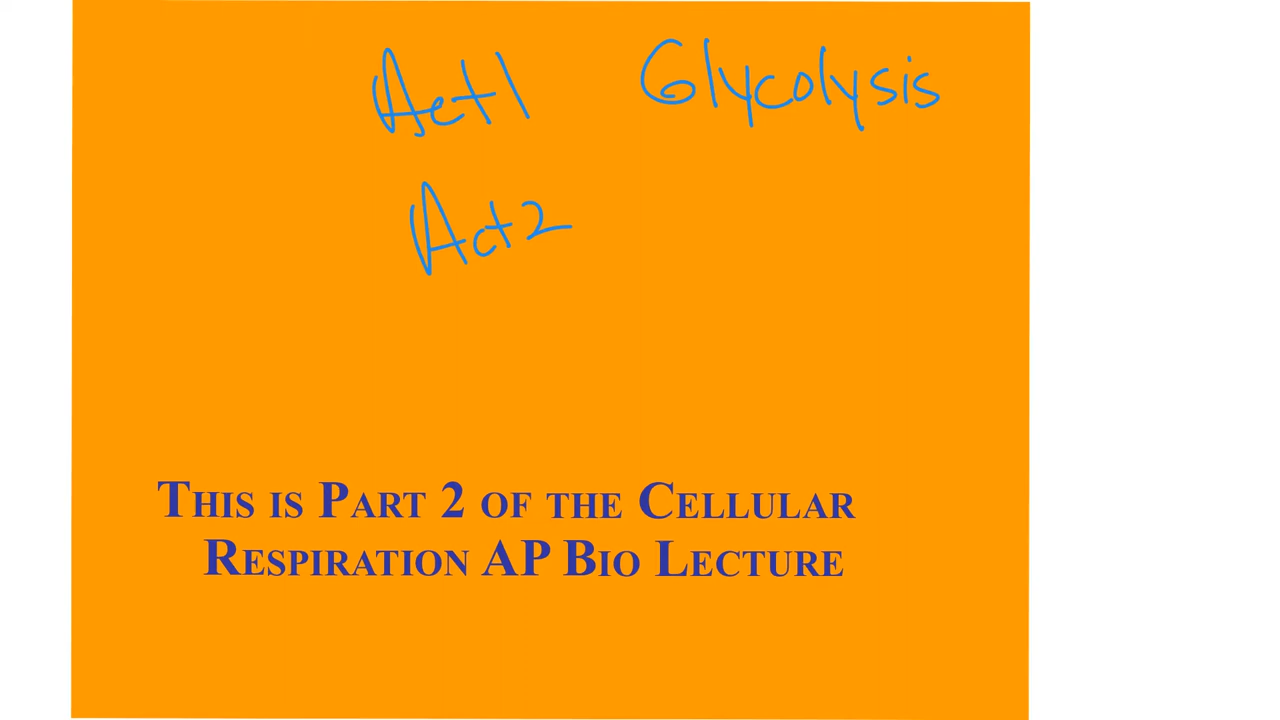 Act 1 Glycolysis
Act 2
This is Part 2 of the Cellular
Respiration AP Bio Lecture